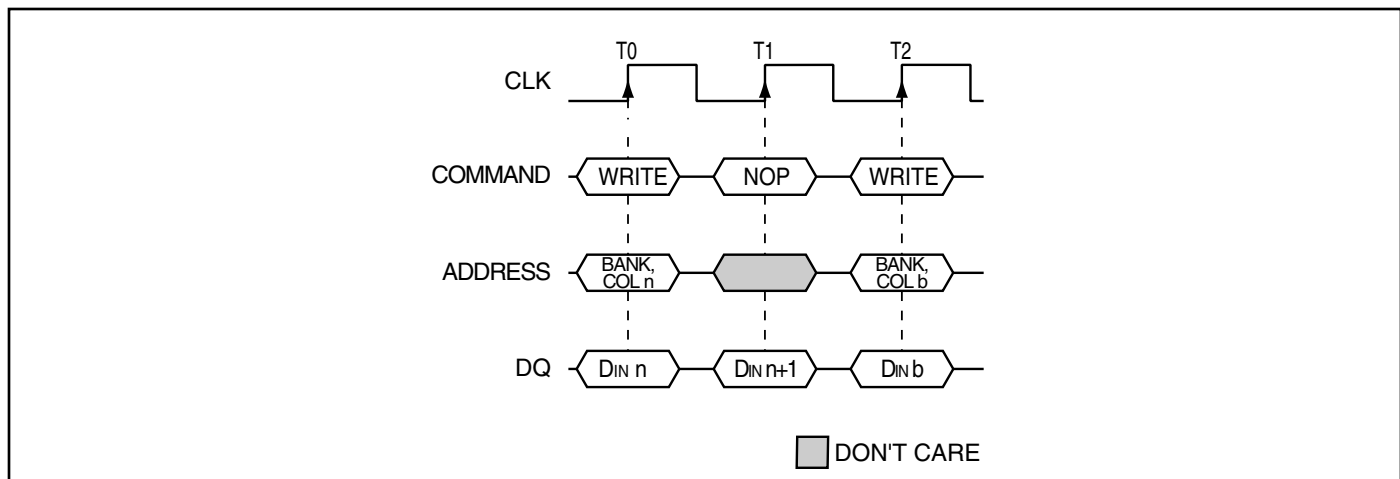 T0 T1 T2
CLK
COMMAND WRITE NOP WRITE
ADDRESS BANK, COL n BANK, COL b
DQ DIN n DIN n+1 DIN b
DON'T CARE